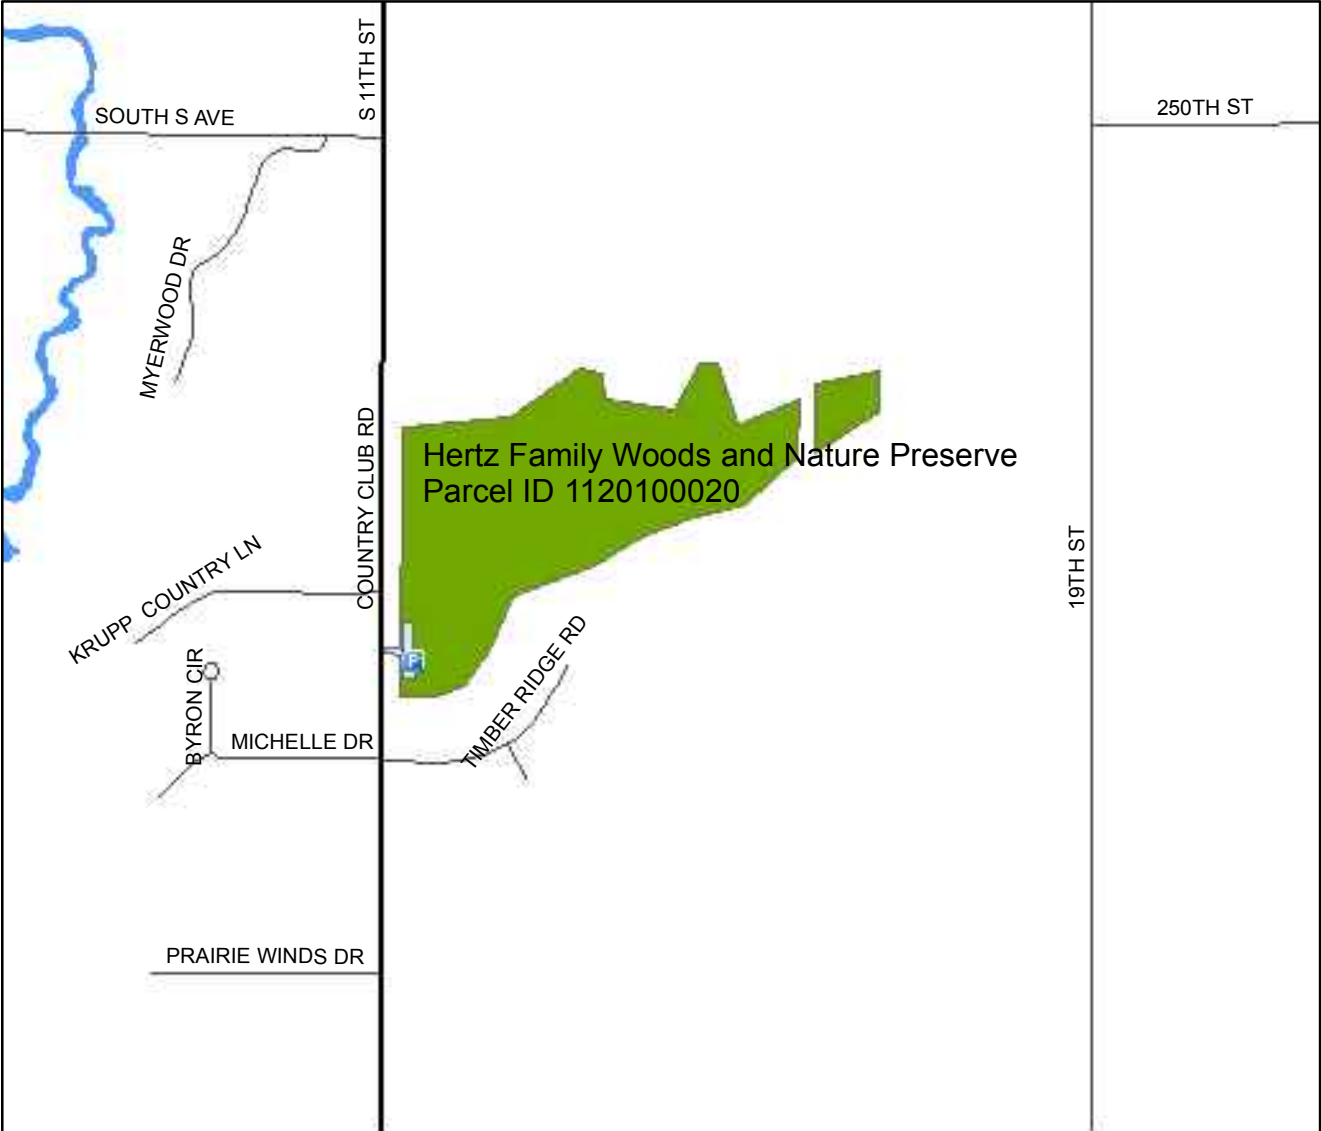 S 11TH ST
SOUTH S AVE
250TH ST
MYERWOOD DR
COUNTRY CLUB RD
Hertz Family Woods and Nature Preserve
Parcel ID 1120100020
19TH ST
KRUPP COUNTRY LN
P
BYRON CIR
TIMBER RIDGE RD
MICHELLE DR
PRAIRIE WINDS DR